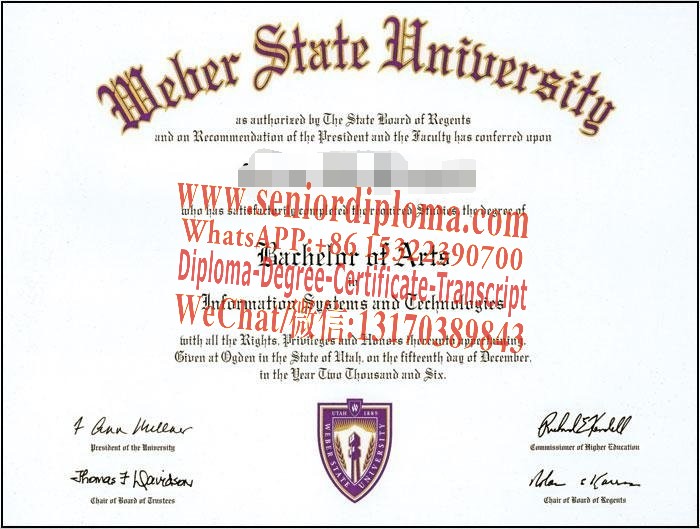 Weber State University
as authorized by The State Board of Regents
and on Recommendation of the President and the Faculty has conferred upon
www.seniordiploma.com
who has satisfactorily completed the required Studies, the degree of
WhatsAPP:+86 15322390700
Bachelor of Arts
Diploma-Degree-Certificate-Transcript
in
Information Systems and Technologies
WeChat/微信:13170389843
with all the Rights, Privileges and Honors thereunto appertaining.
Given at Ogden in the State of Utah, on the fifteenth day of December,
in the Year Two Thousand and Six.
UTAH W 1889
WEBER STATE UNIVERSITY
F Ann Millner
President of the University
Richard E Kendell
Commissioner of Higher Education
Thomas F Davidson
Chair of Board of Trustees
Chair of Board of Regents